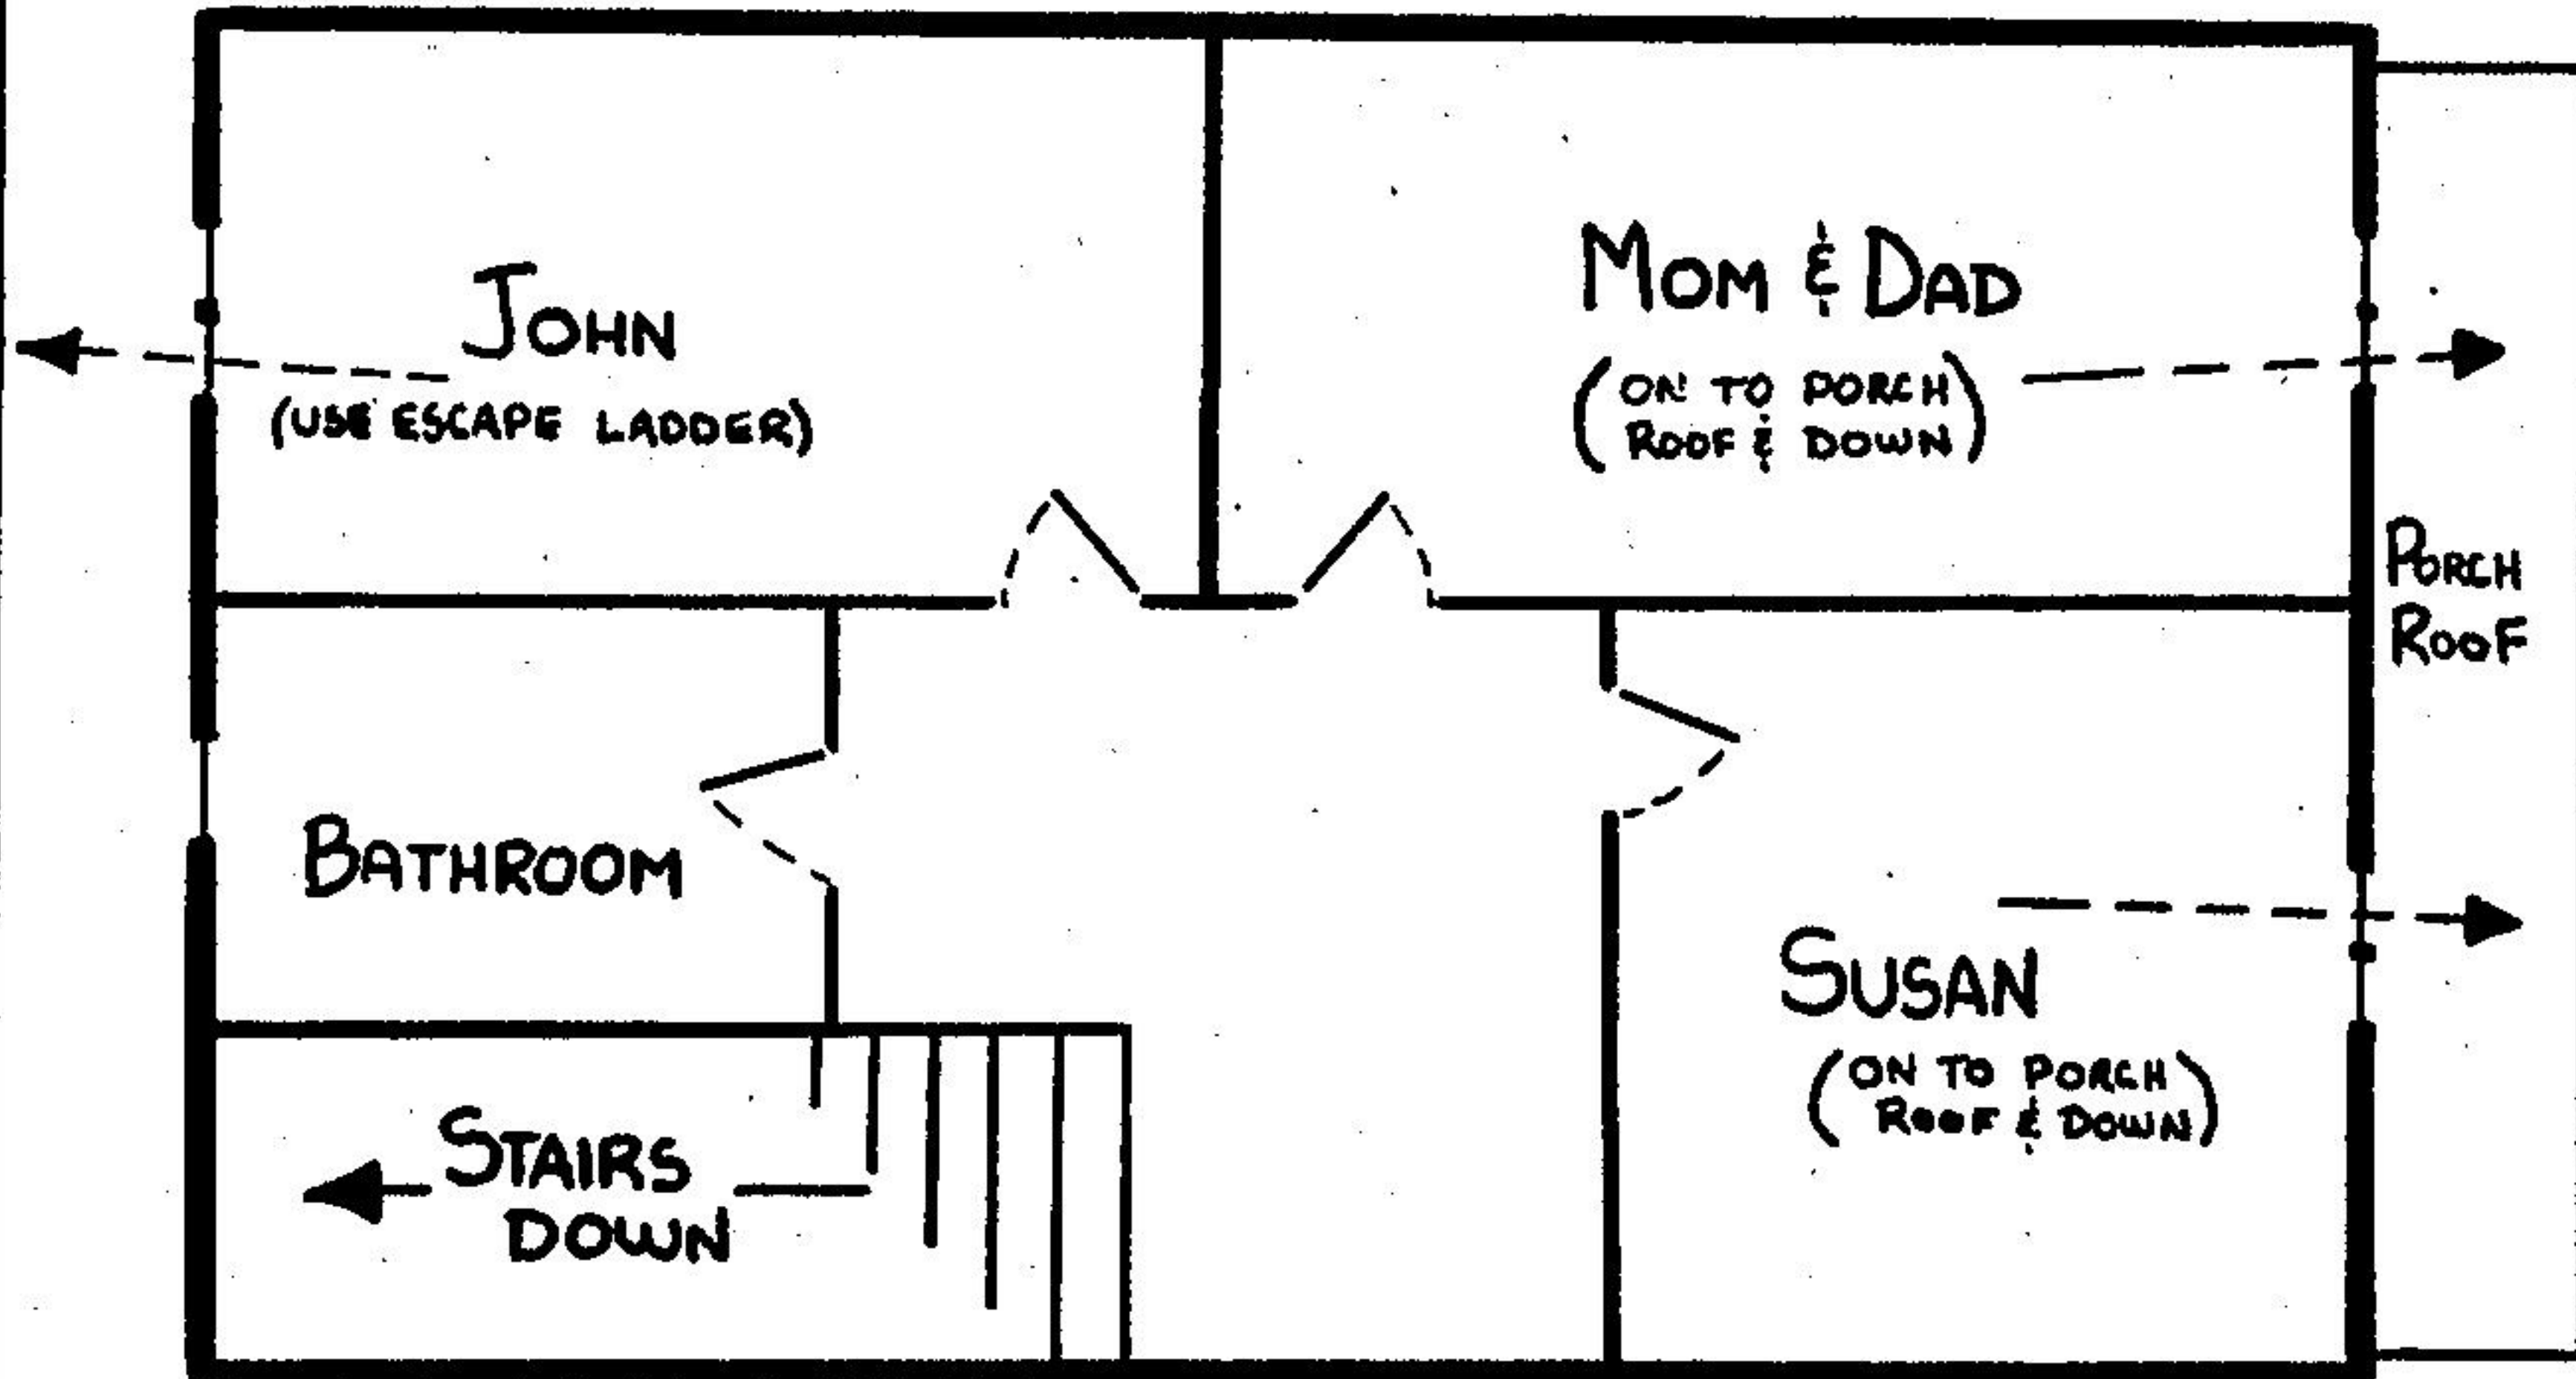 JOHN
(USE ESCAPE LADDER)
MOM & DAD
(ON TO PORCH
ROOF & DOWN)
PORCH
ROOF
BATHROOM
SUSAN
(ON TO PORCH
ROOF & DOWN)
STAIRS
DOWN